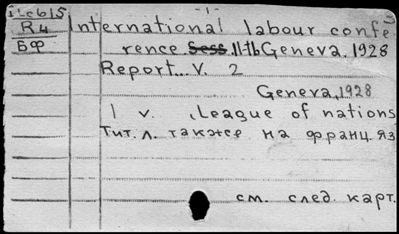 - 1 -
International labour confe
R4
rence Sess. 11-th Geneva. 1928
БФ
Report... V. 2
Geneva, 1928
1 v. League of nations
Тит. л. также на франц. яз
см. след. карт.